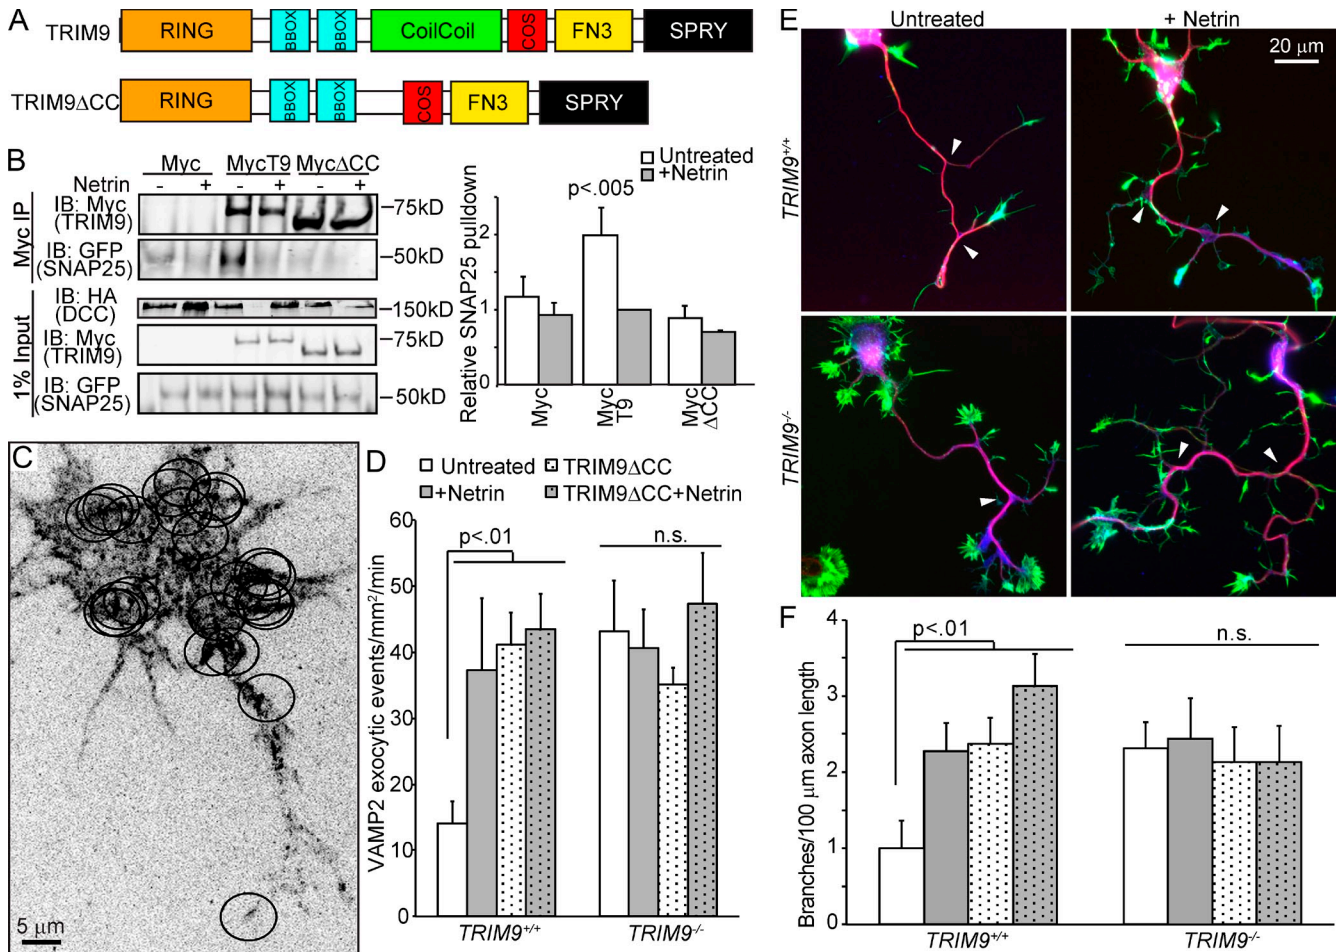 A
TRIM9
RING
BBOX
BBOX
CoilCoil
COS
FN3
SPRY
TRIM9ΔCC
RING
BBOX
BBOX
COS
FN3
SPRY
B
Myc MycT9 MycΔCC
Netrin - + - + - +
Myc IP
IB: Myc
(TRIM9)
-75kD
IB: GFP
(SNAP25)
-50kD
1% Input
IB: HA
(DCC)
-150kD
IB: Myc
(TRIM9)
-75kD
IB: GFP
(SNAP25)
-50kD
Untreated
+Netrin
p<.005
Relative SNAP25 pulldown
2
1
0
Myc
Myc
T9
Myc
ΔCC
C
5 μm
D
Untreated
TRIM9ΔCC
+Netrin
TRIM9ΔCC+Netrin
VAMP2 exocytic events/mm²/min
60
50
40
30
20
10
0
p<.01
n.s.
TRIM9+/+
TRIM9-/-
E
Untreated
+ Netrin
20 μm
TRIM9+/+
TRIM9-/-
F
Branches/100 μm axon length
4
3
2
1
0
p<.01
n.s.
TRIM9+/+
TRIM9-/-